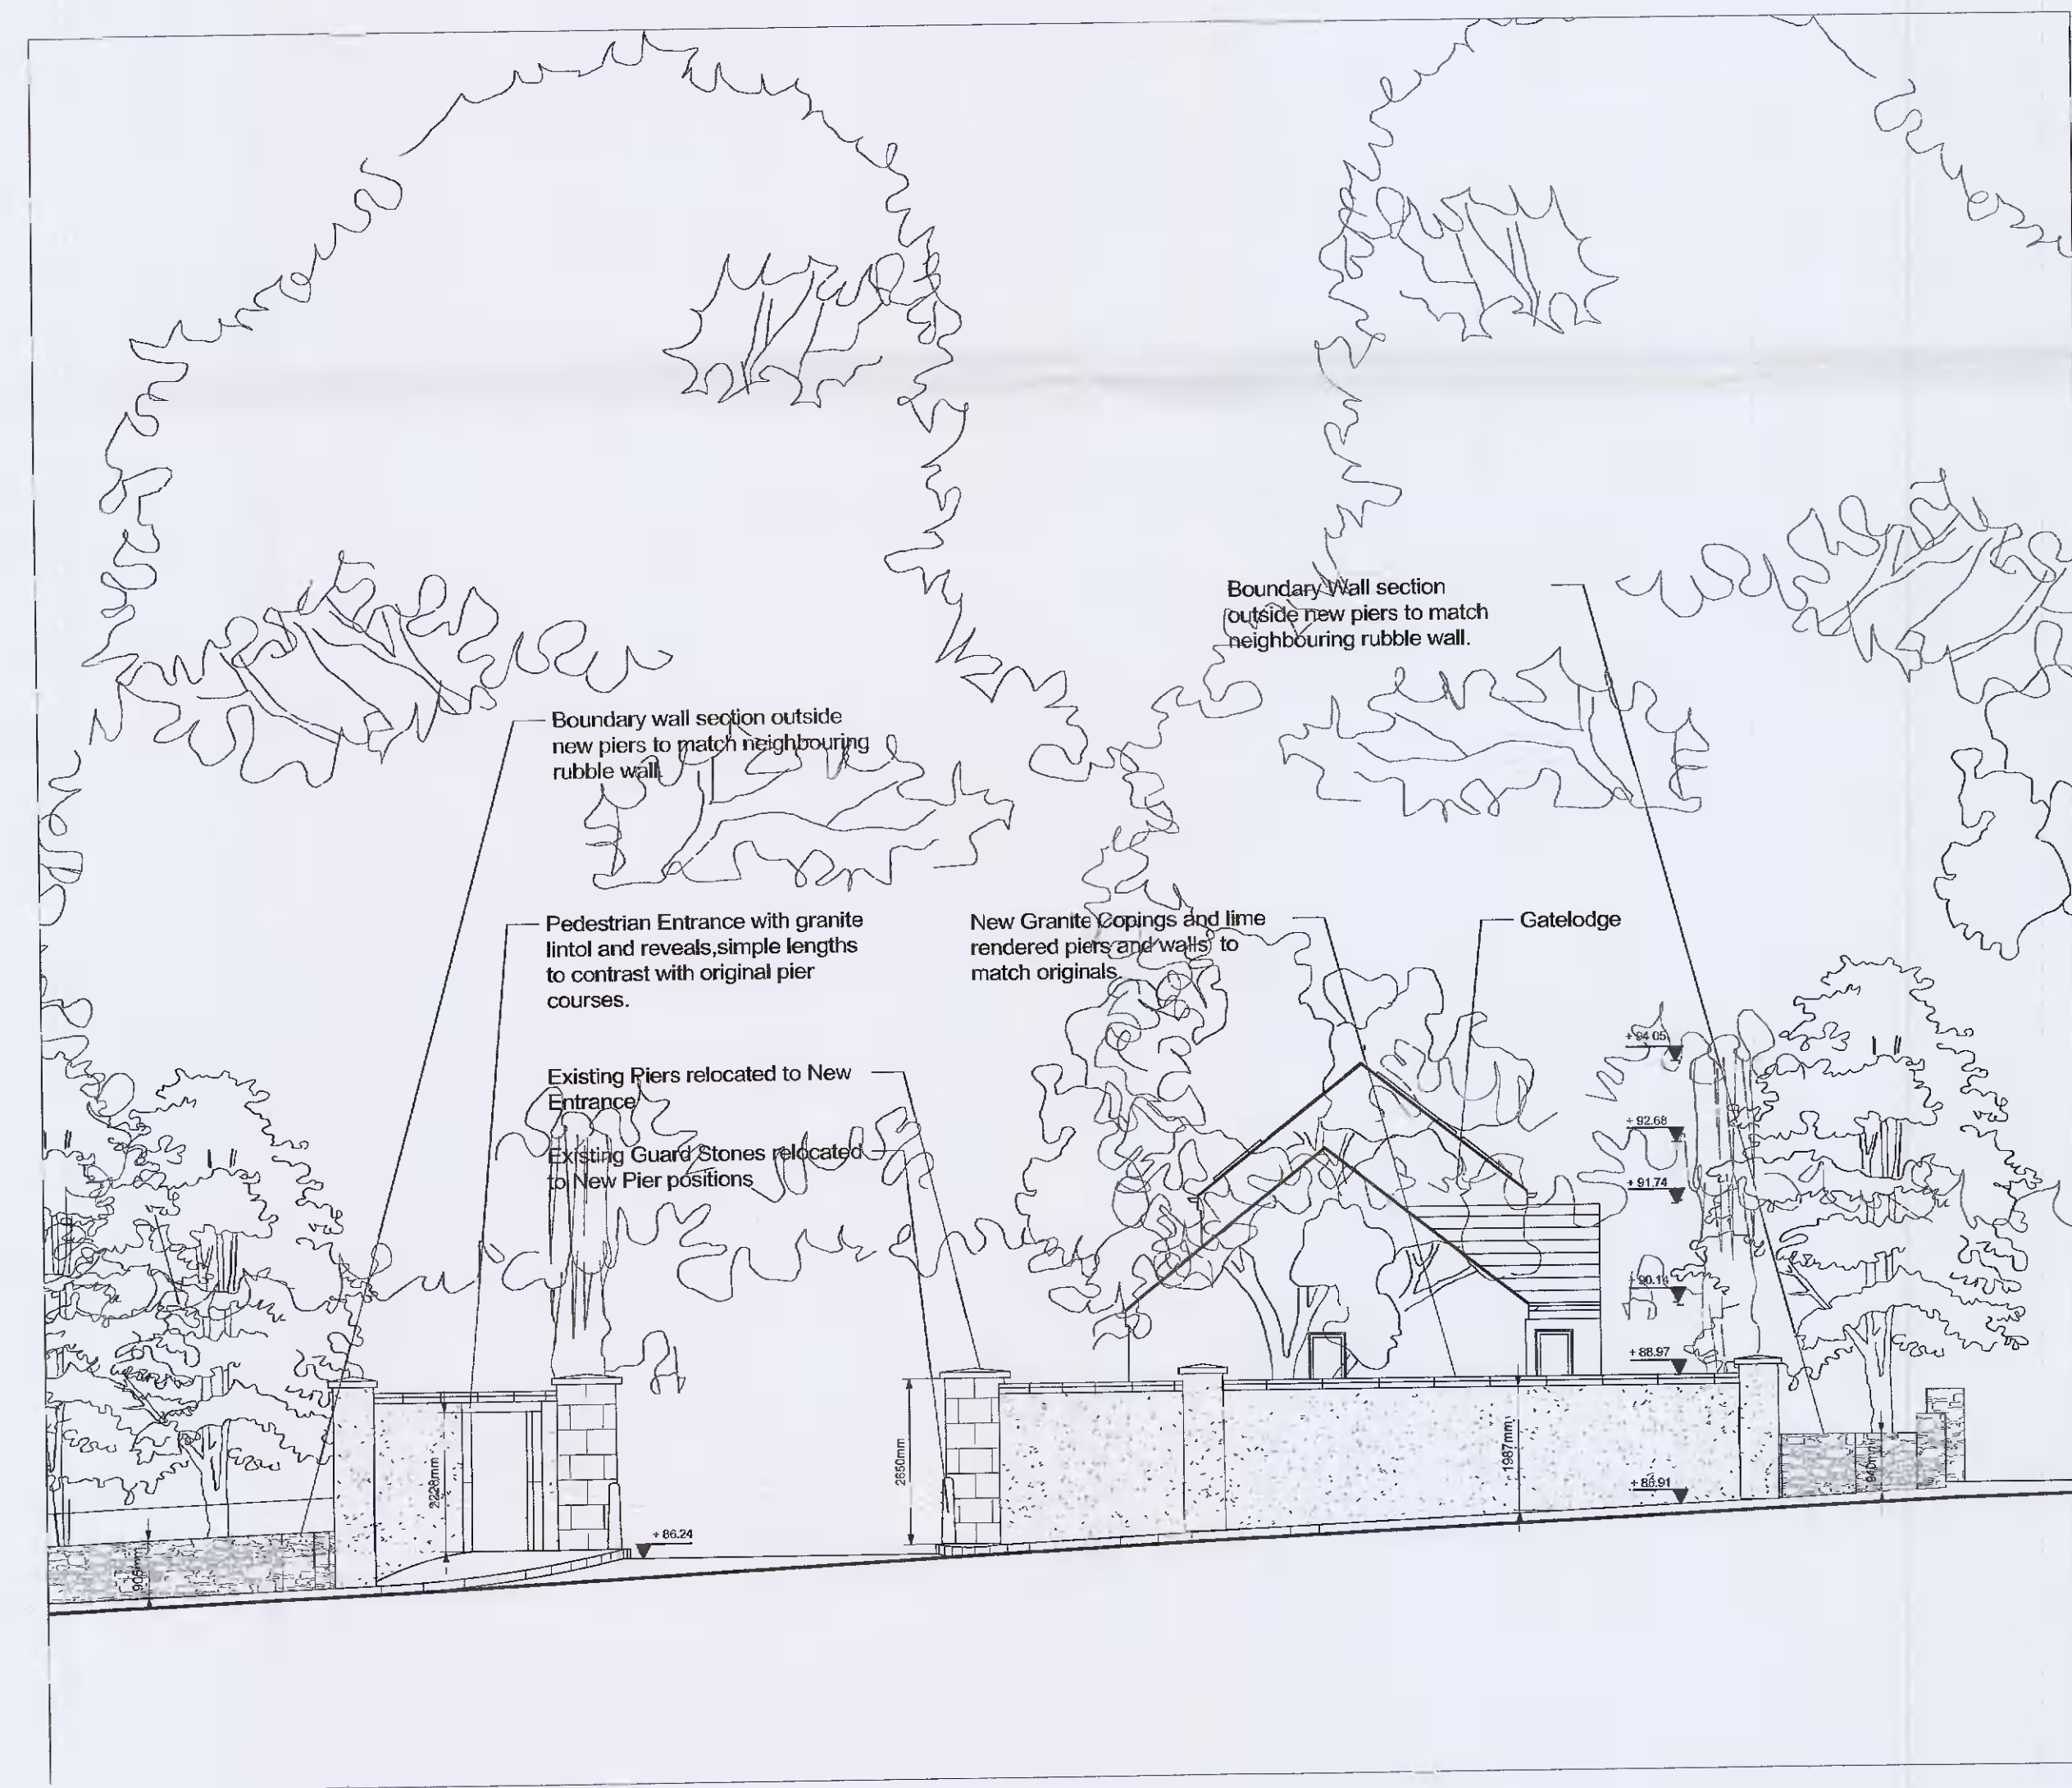 Boundary Wall section
outside new piers to match
neighbouring rubble wall.
Boundary wall section outside
new piers to match neighbouring
rubble wall.
Pedestrian Entrance with granite
lintol and reveals,simple lengths
to contrast with original pier
courses.
New Granite Copings and lime
rendered piers and walls to
match originals.
Gatelodge
Existing Piers relocated to New
Entrance
Existing Guard Stones relocated
to New Pier positions
+94.05
+92.68
+91.74
+88.97
+86.24
2650mm
1987mm